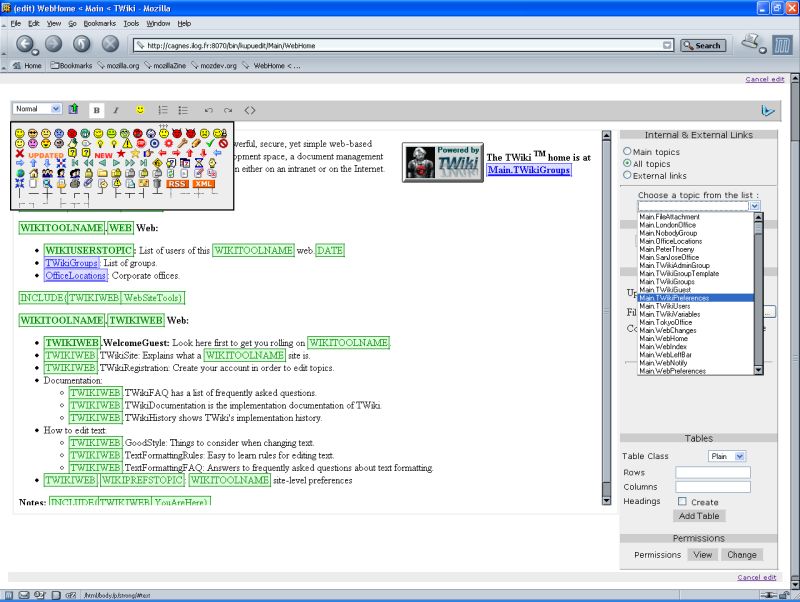 (edit) WebHome < Main < TWiki - Mozilla
File Edit View Go Bookmarks Tools Window Help
http://cagnes.ilog.fr:8070/bin/kupuedit/Main/WebHome
Search
Home Bookmarks mozilla.org mozillaZine mozdev.org WebHome < ...
Cancel edit
Normal
B I
UPDATED NEW
RSS XML
erful, secure, yet simple web-based
opment space, a document management
n either on an intranet or on the Internet.
Powered by
TWiki
The TWiki TM home is at
Main.TWikiGroups
WIKITOOLNAME.WEB Web:
WIKIUSERSTOPIC: List of users of this WIKITOOLNAME web.DATE
TWikiGroups: List of groups.
OfficeLocations: Corporate offices.
INCLUDE{TWIKIWEB.WebSiteTools}
WIKITOOLNAME.TWIKIWEB Web:
TWIKIWEB.WelcomeGuest: Look here first to get you rolling on WIKITOOLNAME.
TWIKIWEB.TWikiSite: Explains what a WIKITOOLNAME site is.
TWIKIWEB.TWikiRegistration: Create your account in order to edit topics.
Documentation:
TWIKIWEB.TWikiFAQ has a list of frequently asked questions.
TWIKIWEB.TWikiDocumentation is the implementation documentation of TWiki.
TWIKIWEB.TWikiHistory shows TWiki's implementation history.
How to edit text:
TWIKIWEB.GoodStyle: Things to consider when changing text.
TWIKIWEB.TextFormattingRules: Easy to learn rules for editing text.
TWIKIWEB.TextFormattingFAQ: Answers to frequently asked questions about text formatting.
TWIKIWEB.WIKIPREFSTOPIC: WIKITOOLNAME site-level preferences
Notes: INCLUDE{TWIKIWEB.YouAreHere}
Internal & External Links
Main topics
All topics
External links
Choose a topic from the list :
Main.FileAttachment
Main.LondonOffice
Main.NobodyGroup
Main.OfficeLocations
Main.PeterThoeny
Main.SanJoseOffice
Main.TWikiAdminGroup
Main.TWikiGroupTemplate
Main.TWikiGroups
Main.TWikiGuest
Main.TWikiPreferences
Main.TWikiUsers
Main.TWikiVariables
Main.TokyoOffice
Main.WebChanges
Main.WebHome
Main.WebIndex
Main.WebLeftBar
Main.WebNotify
Main.WebPreferences
Tables
Table Class Plain
Rows
Columns
Headings Create
Add Table
Permissions
Permissions View Change
Cancel edit
/html/body/p/strong/#text